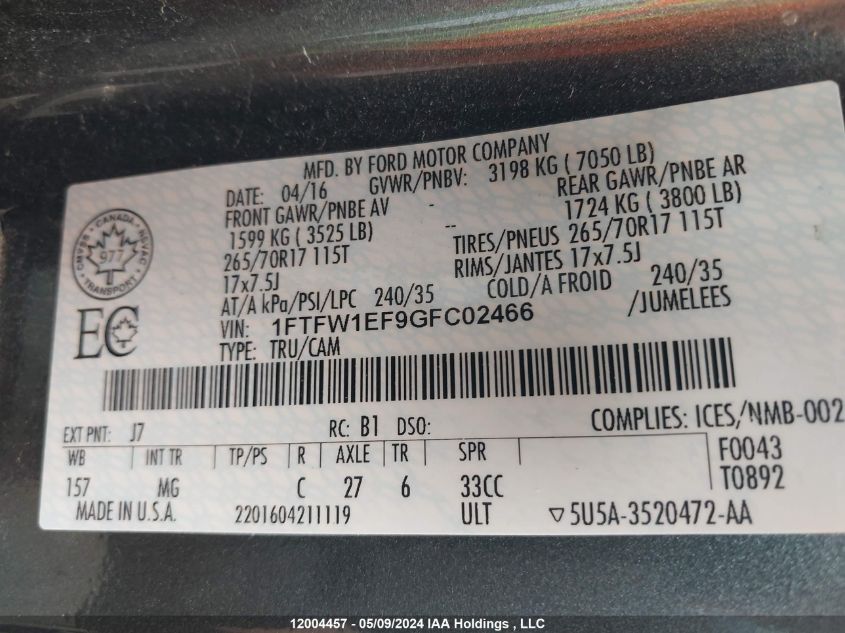 MFD. BY FORD MOTOR COMPANY
DATE: 04/16 GVWR/PNBV: 3198 KG ( 7050 LB)
FRONT GAWR/PNBE AV - REAR GAWR/PNBE AR
1599 KG ( 3525 LB) -- 1724 KG ( 3800 LB)
265/70R17 115T TIRES/PNEUS 265/70R17 115T
17x7.5J RIMS/JANTES 17x7.5J
AT/A kPa/PSI/LPC 240/35 COLD/A FROID 240/35
VIN: 1FTFW1EF9GFC02466 /JUMELEES
TYPE: TRU/CAM
CANADA
CMVSS NSVAC
977
TRANSPORT
EC
EXT PNT: J7 RC: B1 DSO: COMPLIES: ICES/NMB-002
WB INT TR TP/PS R AXLE TR SPR F0043
157 MG C 27 6 33CC T0892
MADE IN U.S.A. 2201604211119 ULT ▽5U5A-3520472-AA
12004457 - 05/09/2024 IAA Holdings , LLC